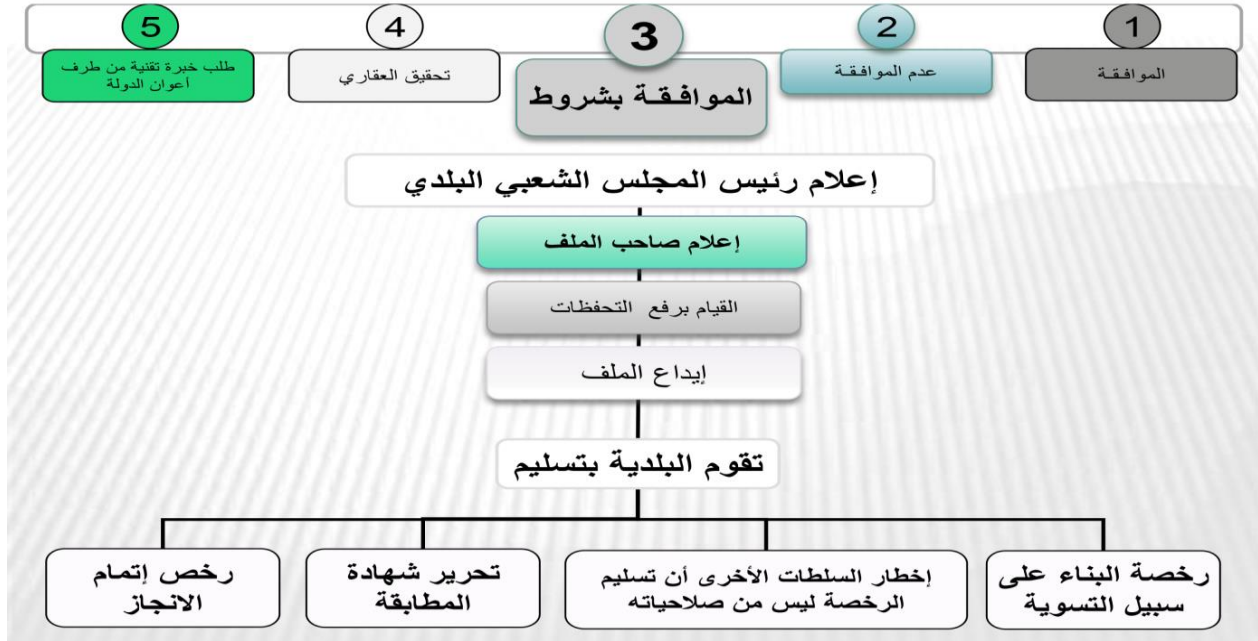 1
الموافقة
2
عدم الموافقة
3
الموافقة بشروط
4
تحقيق العقاري
5
طلب خبرة تقنية من طرف
أعوان الدولة
إعلام رئيس المجلس الشعبي البلدي
إعلام صاحب الملف
القيام برفع التحفظات
إيداع الملف
تقوم البلدية بتسليم
رخصة البناء على
سبيل التسوية
إخطار السلطات الأخرى أن تسليم
الرخصة ليس من صلاحياته
تحرير شهادة
المطابقة
رخص إتمام
الانجاز